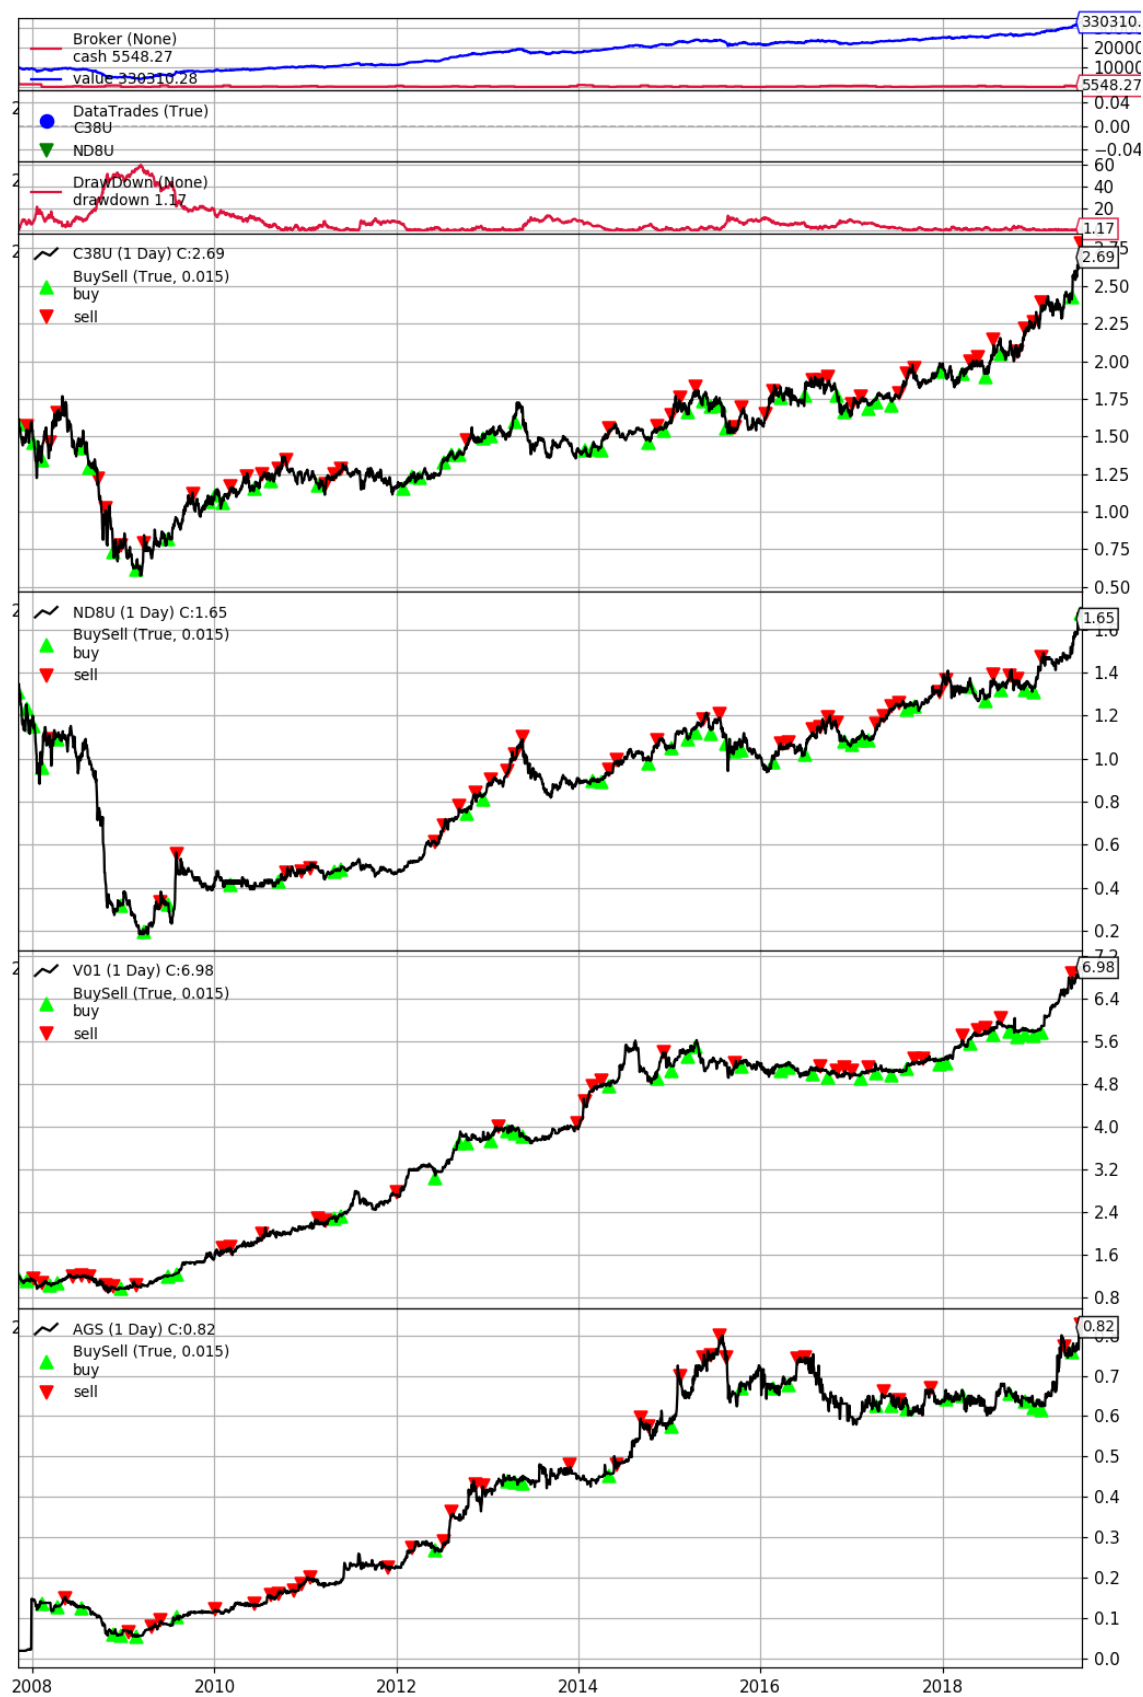 Broker (None)
cash 5548.27
value 330310.28
330310.
20000
10000
5548.27
DataTrades (True)
C38U
ND8U
0.04
0.00
−0.04
DrawDown (None)
drawdown 1.17
60
40
20
1.17
C38U (1 Day) C:2.69
BuySell (True, 0.015)
buy
sell
2.69
2.50
2.25
2.00
1.75
1.50
1.25
1.00
0.75
0.50
ND8U (1 Day) C:1.65
BuySell (True, 0.015)
buy
sell
1.65
1.4
1.2
1.0
0.8
0.6
0.4
0.2
V01 (1 Day) C:6.98
BuySell (True, 0.015)
buy
sell
7.2
6.98
6.4
5.6
4.8
4.0
3.2
2.4
1.6
0.8
AGS (1 Day) C:0.82
BuySell (True, 0.015)
buy
sell
0.82
0.7
0.6
0.5
0.4
0.3
0.2
0.1
0.0
2008 2010 2012 2014 2016 2018